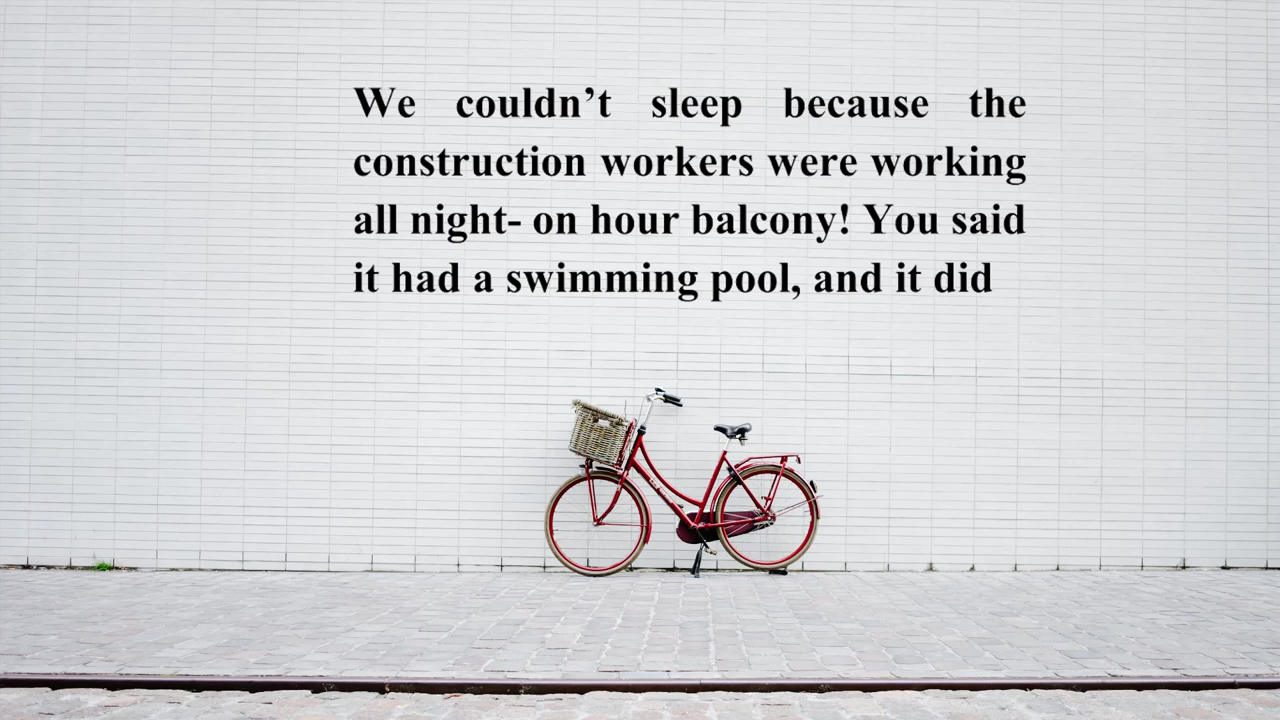 We couldn’t sleep because the
construction workers were working
all night- on hour balcony! You said
it had a swimming pool, and it did